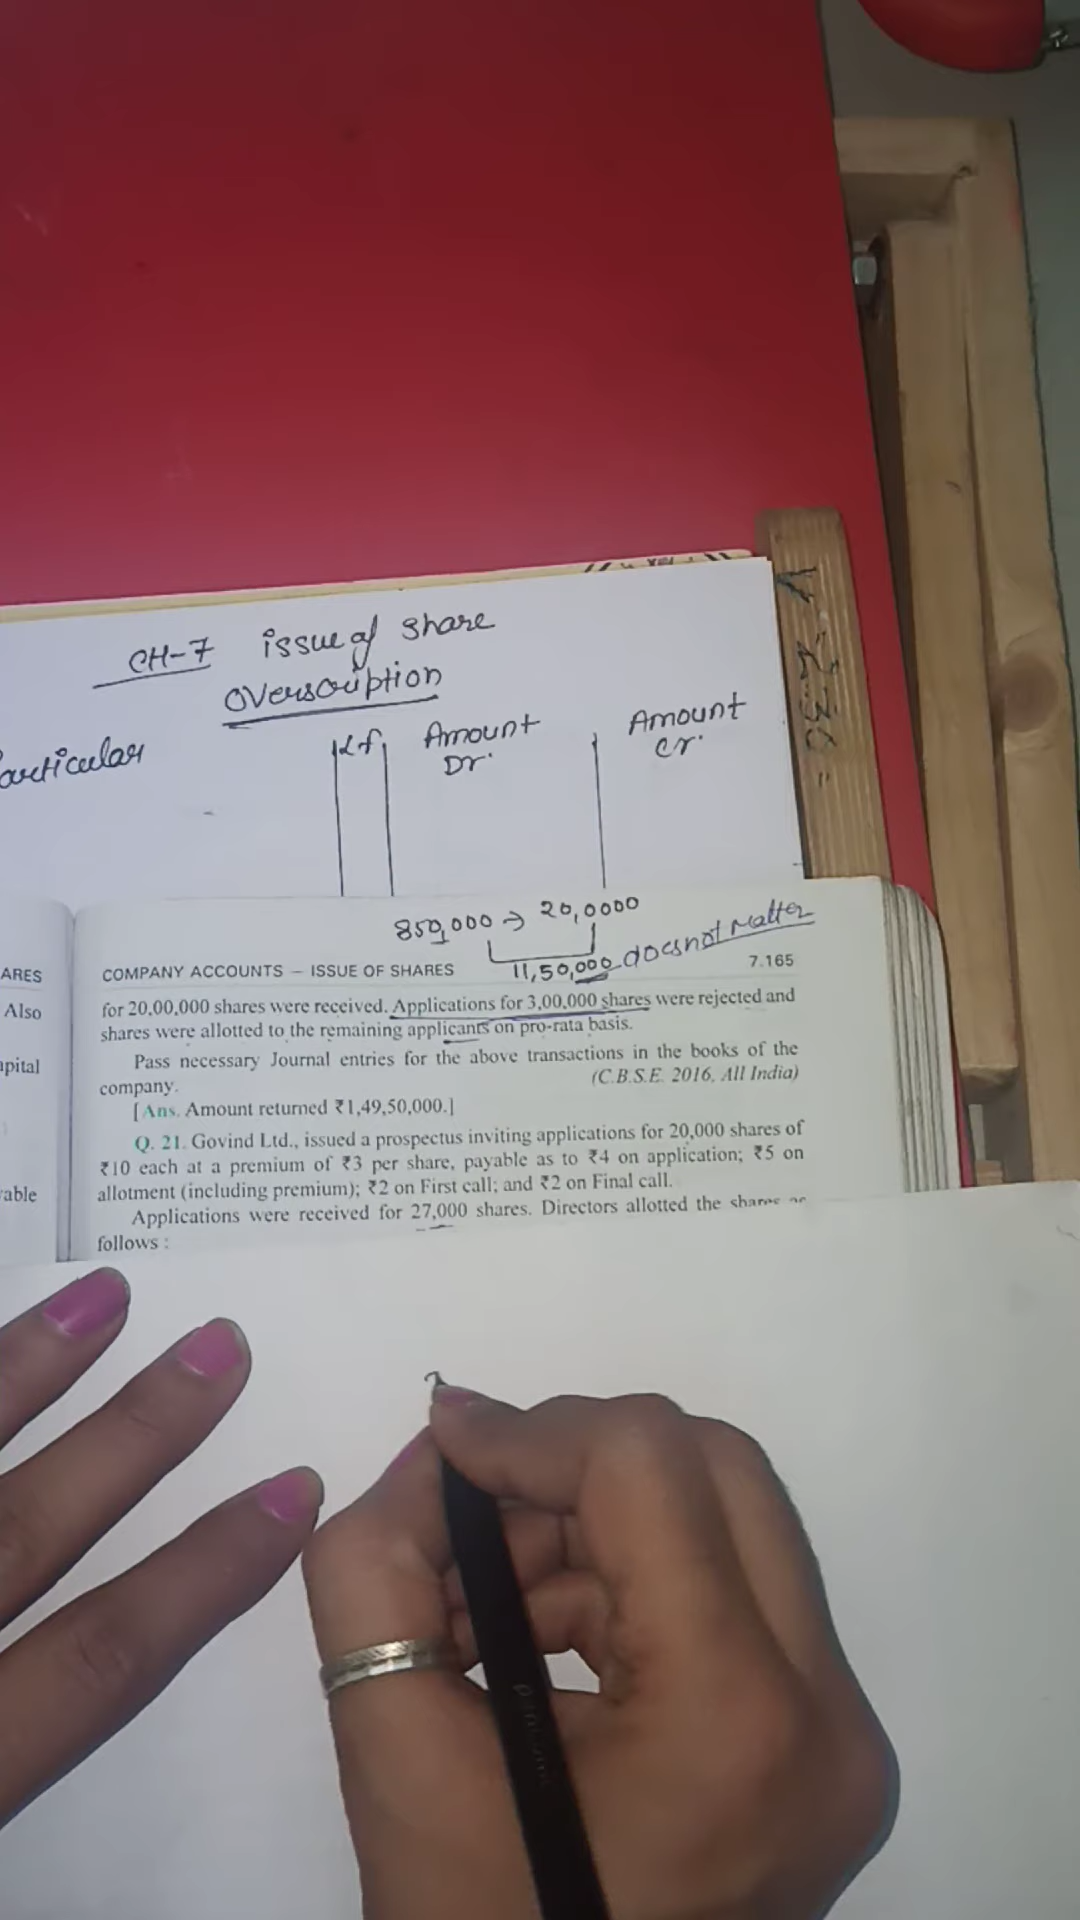 CH-7 issue of share
Overscription
articular
Lf
Amount
Dr.
Amount
cr.
850,000 → 20,0000
11,50,000 does not Matter
ARES
Also
apital
able
COMPANY ACCOUNTS – ISSUE OF SHARES
7.165
for 20,00,000 shares were received. Applications for 3,00,000 shares were rejected and
shares were allotted to the remaining applicants on pro-rata basis.
Pass necessary Journal entries for the above transactions in the books of the
company.
(C.B.S.E. 2016, All India)
[Ans. Amount returned ₹1,49,50,000.]
Q. 21. Govind Ltd., issued a prospectus inviting applications for 20,000 shares of
₹10 each at a premium of ₹3 per share, payable as to ₹4 on application; ₹5 on
allotment (including premium); ₹2 on First call; and ₹2 on Final call.
Applications were received for 27,000 shares. Directors allotted the shares as
follows :